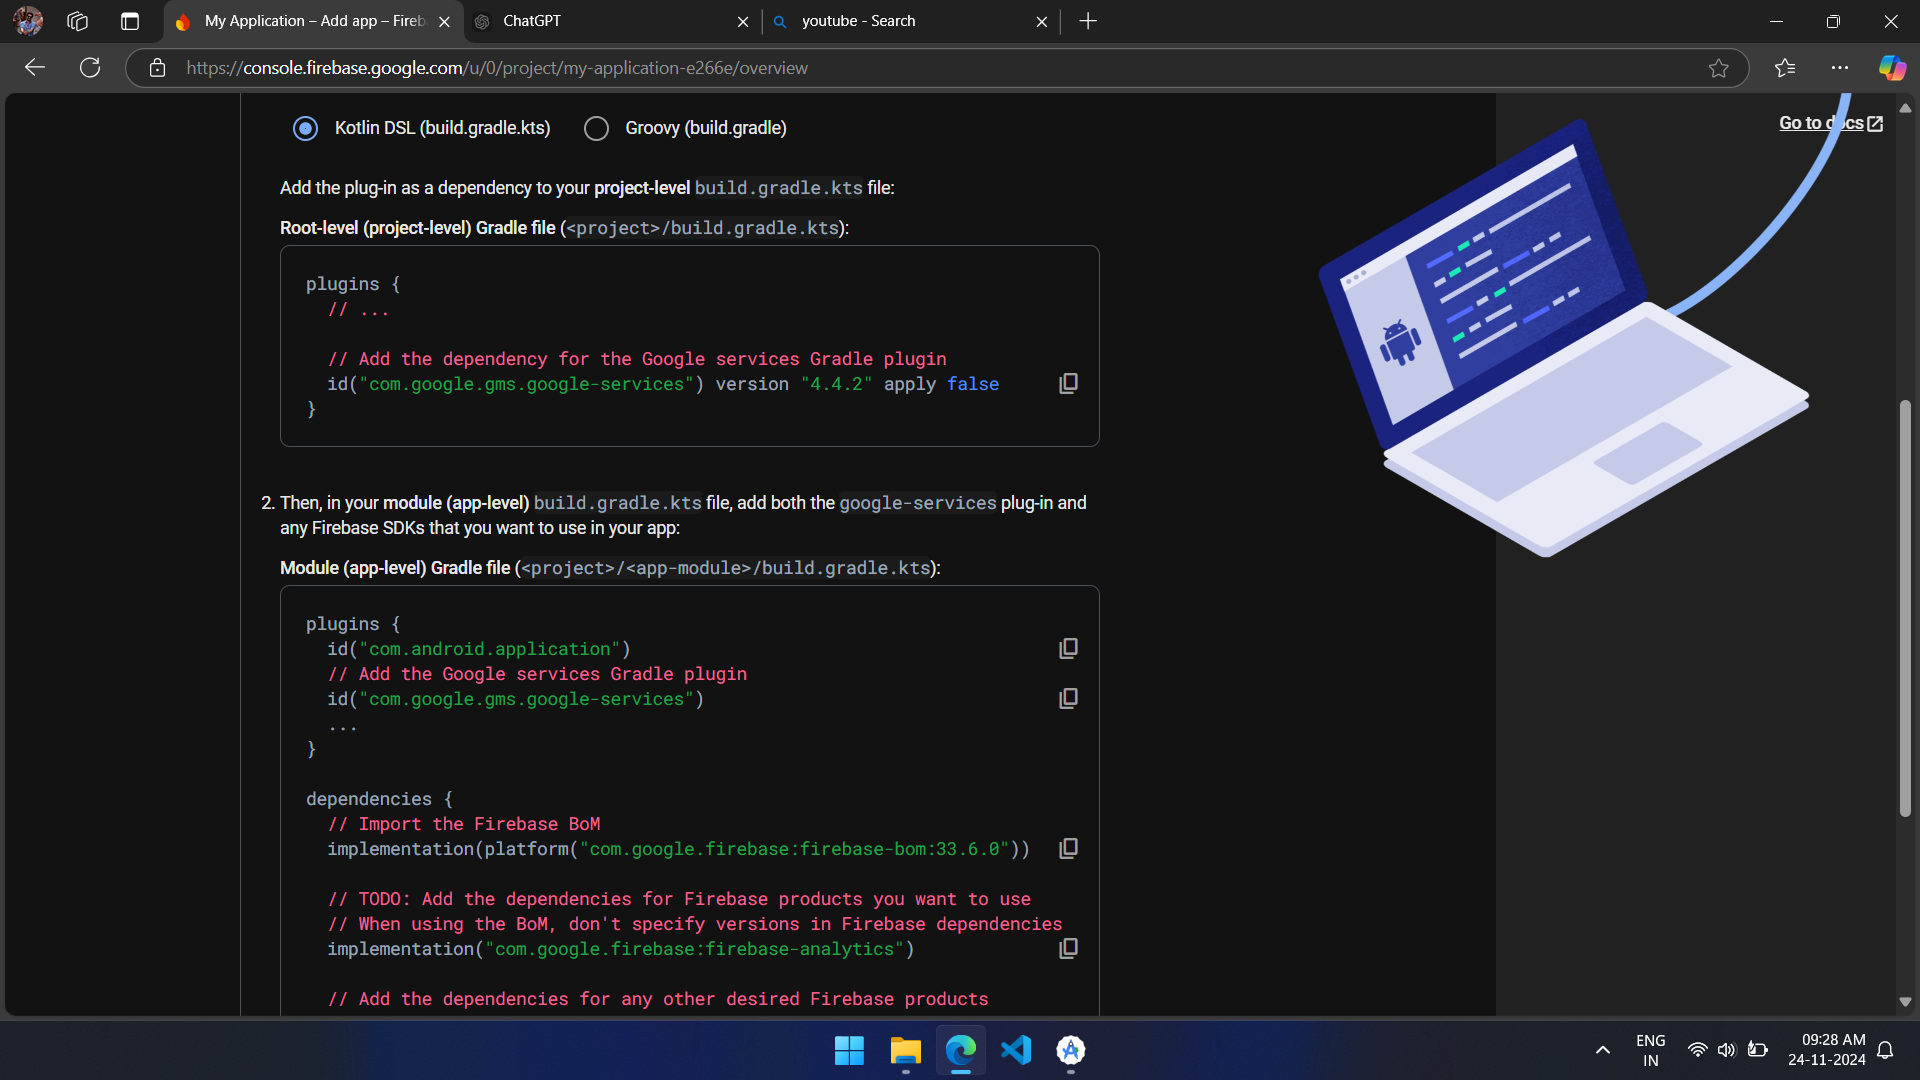 My Application – Add app – Fireb
ChatGPT
youtube - Search
https://console.firebase.google.com/u/0/project/my-application-e266e/overview
Kotlin DSL (build.gradle.kts)
Groovy (build.gradle)
Go to docs
Add the plug-in as a dependency to your project-level build.gradle.kts file:
Root-level (project-level) Gradle file (<project>/build.gradle.kts):
plugins {
// ...
// Add the dependency for the Google services Gradle plugin
id("com.google.gms.google-services") version "4.4.2" apply false
}
2. Then, in your module (app-level) build.gradle.kts file, add both the google-services plug-in and
any Firebase SDKs that you want to use in your app:
Module (app-level) Gradle file (<project>/<app-module>/build.gradle.kts):
plugins {
id("com.android.application")
// Add the Google services Gradle plugin
id("com.google.gms.google-services")
...
}
dependencies {
// Import the Firebase BoM
implementation(platform("com.google.firebase:firebase-bom:33.6.0"))
// TODO: Add the dependencies for Firebase products you want to use
// When using the BoM, don't specify versions in Firebase dependencies
implementation("com.google.firebase:firebase-analytics")
// Add the dependencies for any other desired Firebase products
ENG
IN
09:28 AM
24-11-2024